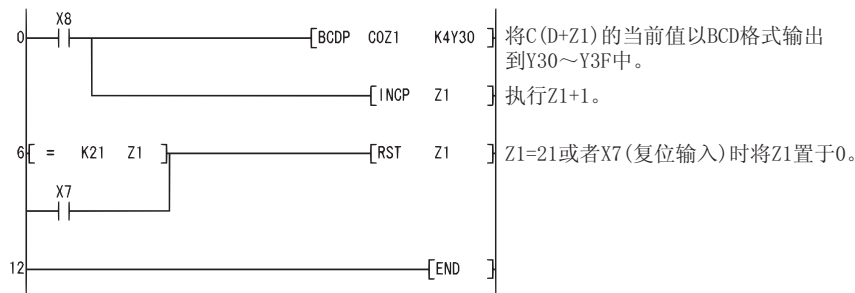 X8
0 [BCDP C0Z1 K4Y30 ] 将C(D+Z1)的当前值以BCD格式输出
到Y30～Y3F中。
[INCP Z1 ] 执行Z1+1。
6 [ = K21 Z1 ] [RST Z1 ] Z1=21或者X7(复位输入)时将Z1置于0。
X7
12 [END ]